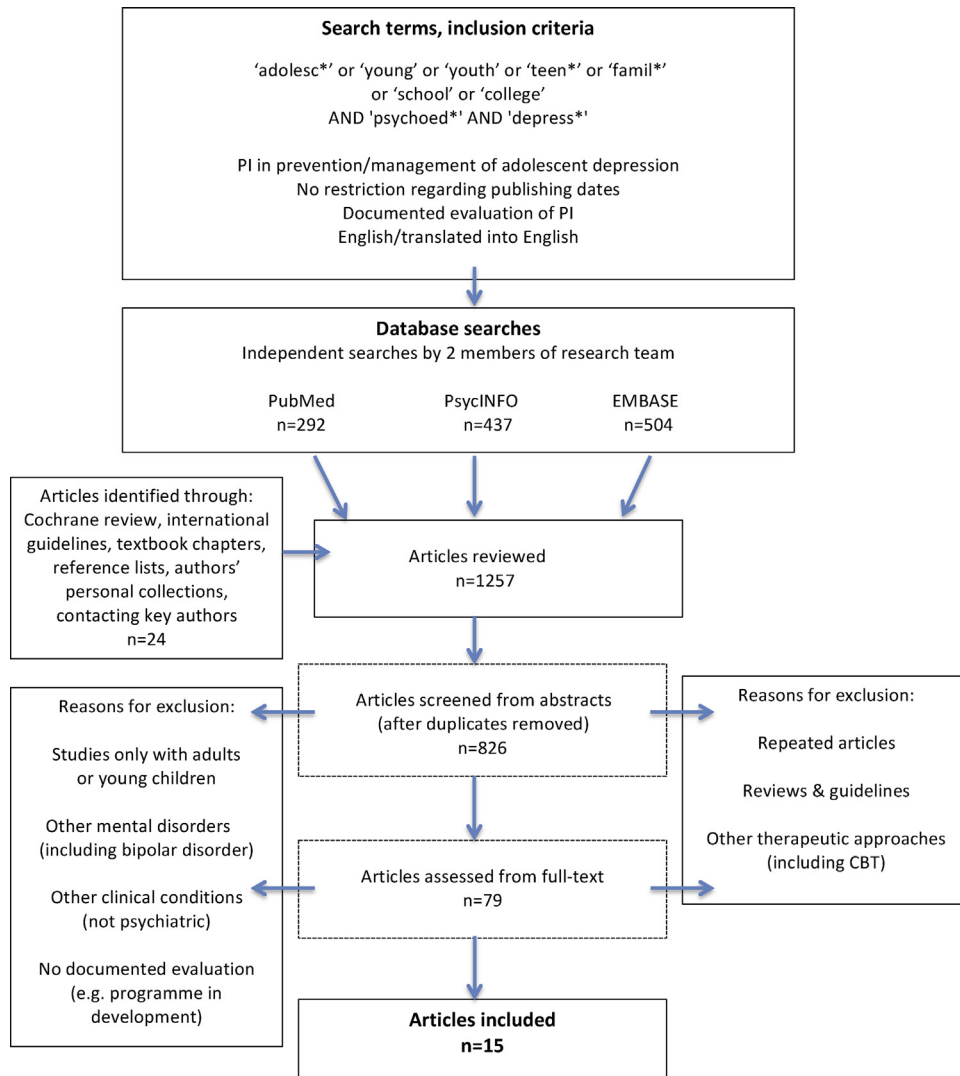 Search terms, inclusion criteria
‘adolesc*’ or ‘young’ or ‘youth’ or ‘teen*’ or ‘famil*’
or ‘school’ or ‘college’
AND 'psychoed*' AND 'depress*'
PI in prevention/management of adolescent depression
No restriction regarding publishing dates
Documented evaluation of PI
English/translated into English
Database searches
Independent searches by 2 members of research team
PubMed
n=292
PsycINFO
n=437
EMBASE
n=504
Articles identified through:
Cochrane review, international
guidelines, textbook chapters,
reference lists, authors’
personal collections,
contacting key authors
n=24
Articles reviewed
n=1257
Articles screened from abstracts
(after duplicates removed)
n=826
Reasons for exclusion:
Studies only with adults
or young children
Other mental disorders
(including bipolar disorder)
Other clinical conditions
(not psychiatric)
No documented evaluation
(e.g. programme in
development)
Reasons for exclusion:
Repeated articles
Reviews & guidelines
Other therapeutic approaches
(including CBT)
Articles assessed from full-text
n=79
Articles included
n=15